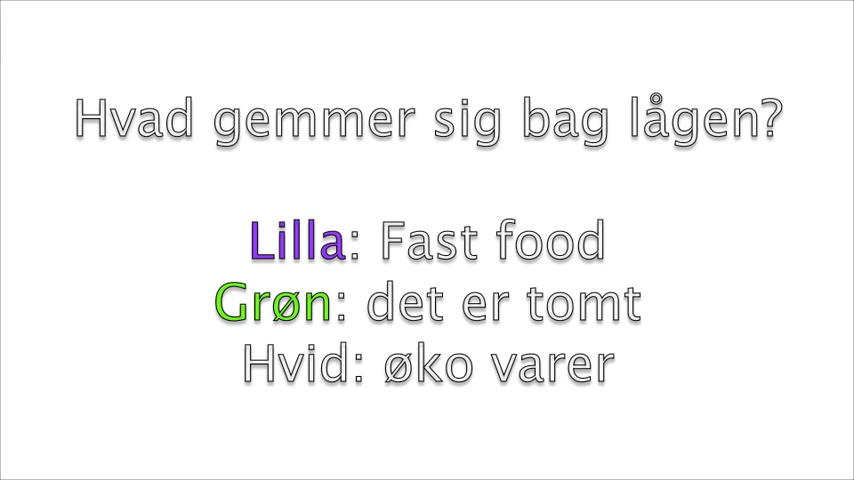 Hvad gemmer sig bag lågen?
Lilla: Fast food
Grøn: det er tomt
Hvid: øko varer